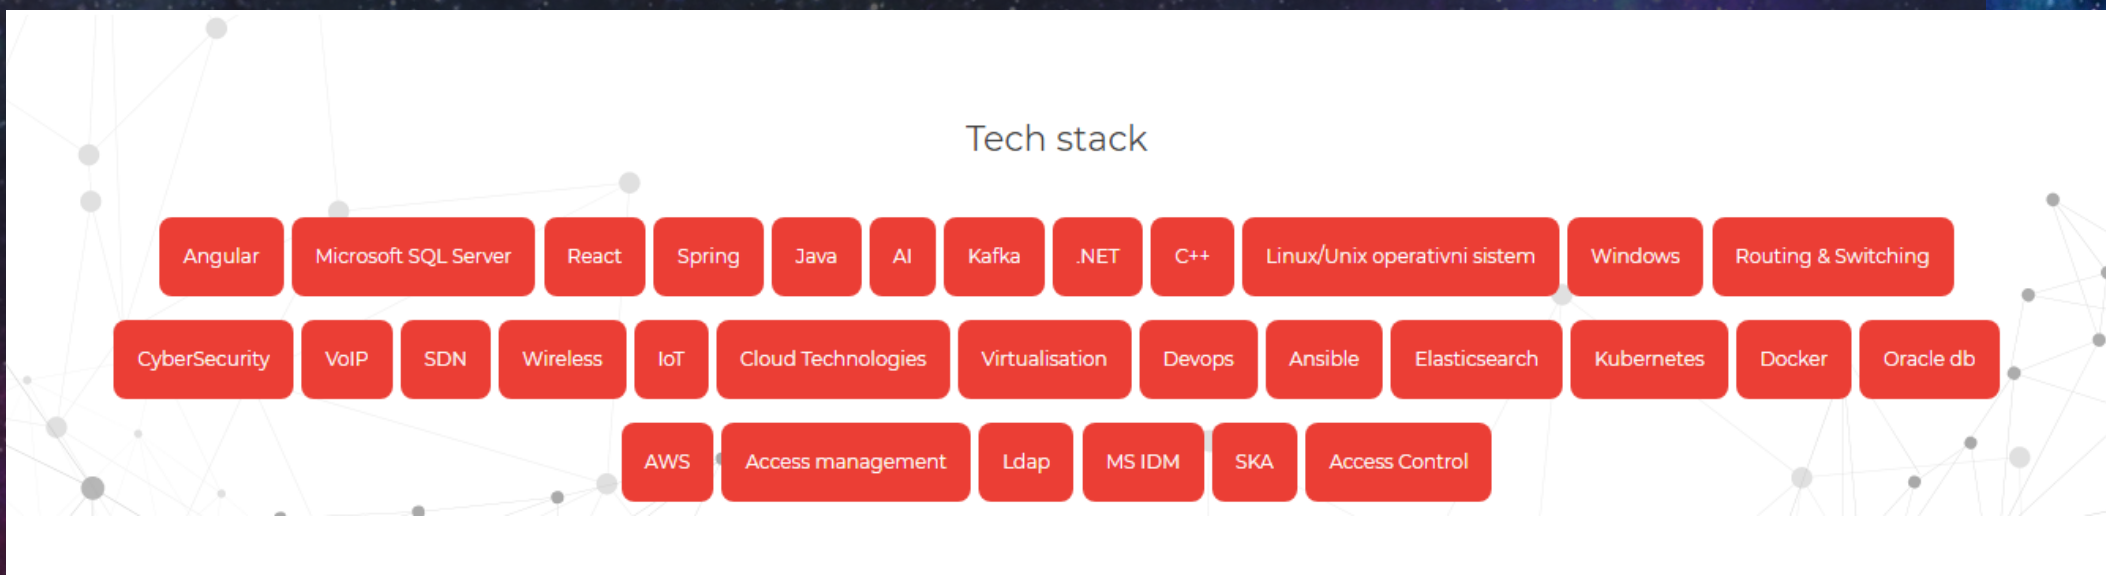 Tech stack
Angular Microsoft SQL Server React Spring Java AI Kafka .NET C++ Linux/Unix operativni sistem Windows Routing & Switching
CyberSecurity VoIP SDN Wireless IoT Cloud Technologies Virtualisation Devops Ansible Elasticsearch Kubernetes Docker Oracle db
AWS Access management Ldap MS IDM SKA Access Control